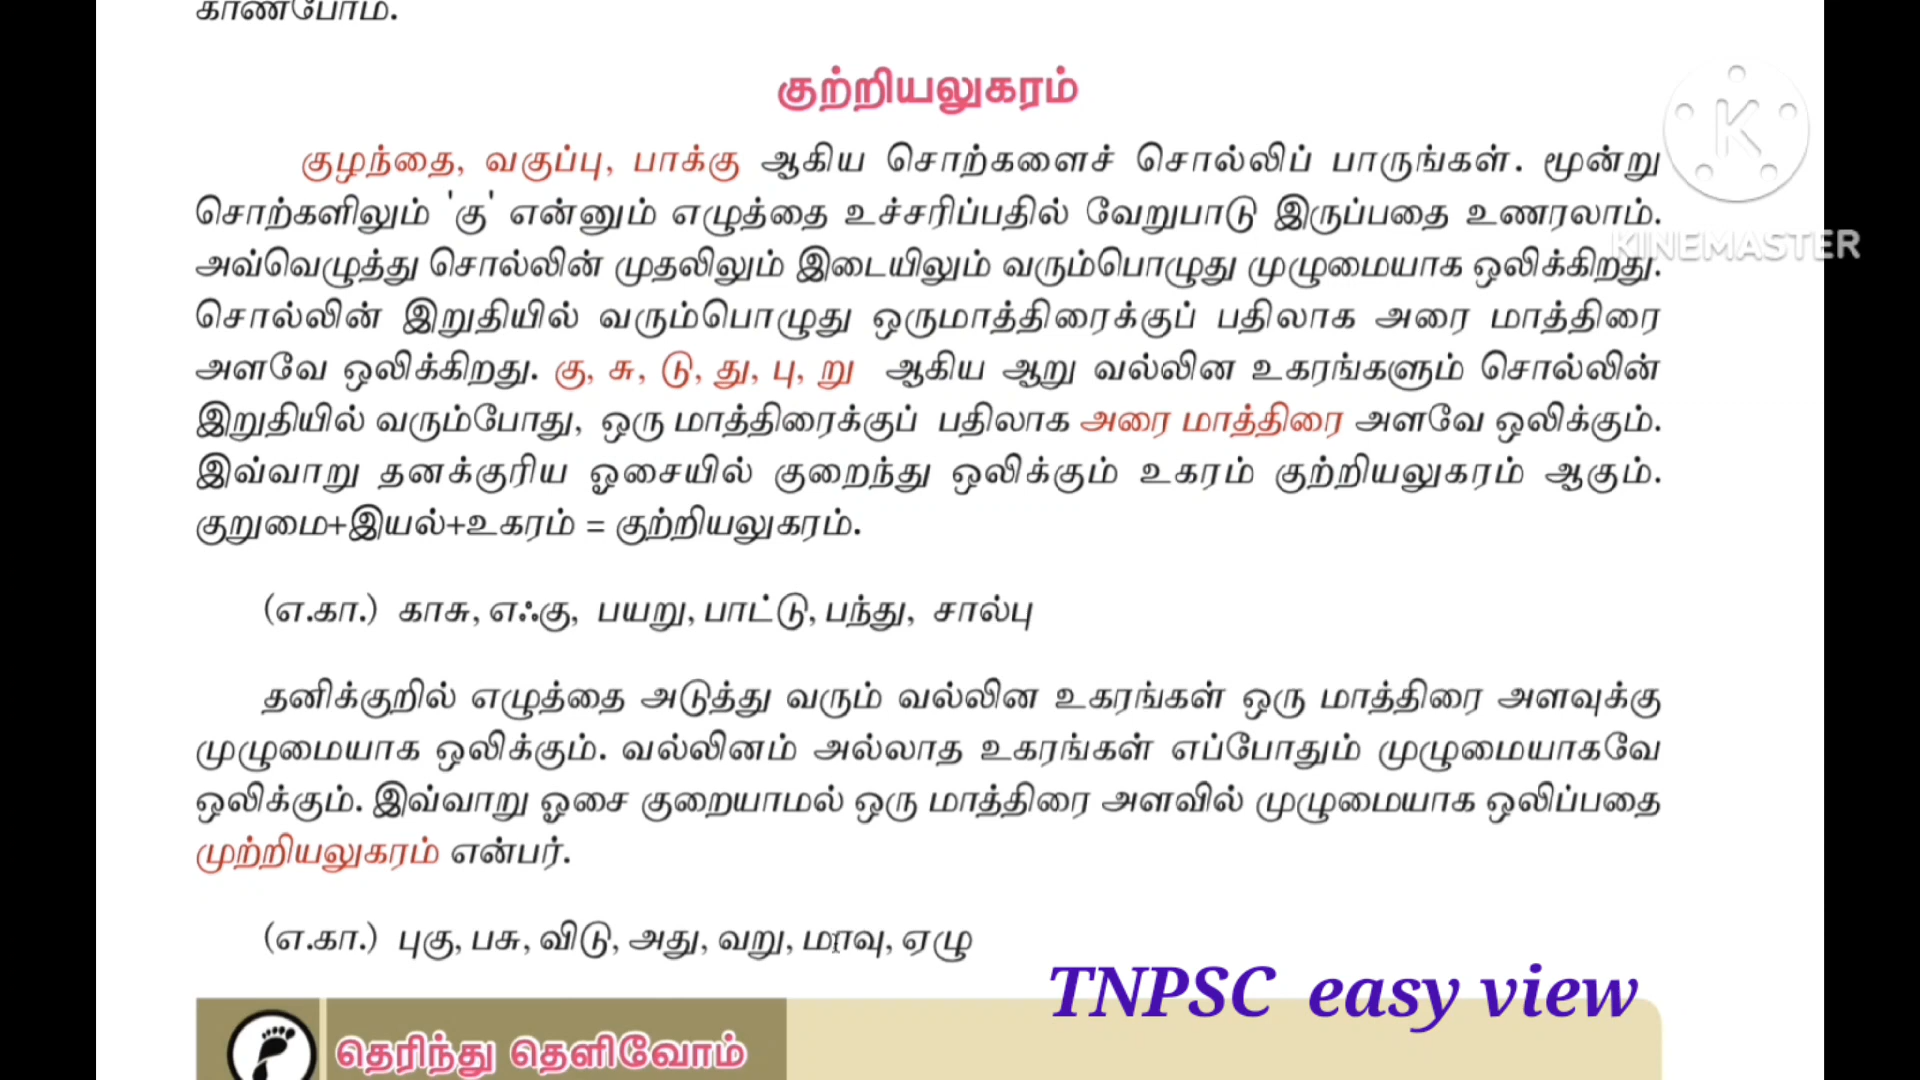 காண்போம்.
குற்றியலுகரம்
குழந்தை, வகுப்பு, பாக்கு ஆகிய சொற்களைச் சொல்லிப் பாருங்கள். மூன்று
சொற்களிலும் 'கு' என்னும் எழுத்தை உச்சரிப்பதில் வேறுபாடு இருப்பதை உணரலாம்.
அவ்வெழுத்து சொல்லின் முதலிலும் இடையிலும் வரும்பொழுது முழுமையாக ஒலிக்கிறது.
சொல்லின் இறுதியில் வரும்பொழுது ஒருமாத்திரைக்குப் பதிலாக அரை மாத்திரை
அளவே ஒலிக்கிறது. கு, சு, டு, து, பு, று ஆகிய ஆறு வல்லின உகரங்களும் சொல்லின்
இறுதியில் வரும்போது, ஒரு மாத்திரைக்குப் பதிலாக அரை மாத்திரை அளவே ஒலிக்கும்.
இவ்வாறு தனக்குரிய ஓசையில் குறைந்து ஒலிக்கும் உகரம் குற்றியலுகரம் ஆகும்.
குறுமை+இயல்+உகரம் = குற்றியலுகரம்.
(எ.கா.) காசு, எஃகு, பயறு, பாட்டு, பந்து, சால்பு
தனிக்குறில் எழுத்தை அடுத்து வரும் வல்லின உகரங்கள் ஒரு மாத்திரை அளவுக்கு
முழுமையாக ஒலிக்கும். வல்லினம் அல்லாத உகரங்கள் எப்போதும் முழுமையாகவே
ஒலிக்கும். இவ்வாறு ஓசை குறையாமல் ஒரு மாத்திரை அளவில் முழுமையாக ஒலிப்பதை
முற்றியலுகரம் என்பர்.
(எ.கா.) புகு, பசு, விடு, அது, வறு, மாவு, ஏழு
தெரிந்து தெளிவோம்
TNPSC easy view
K
KINEMASTER